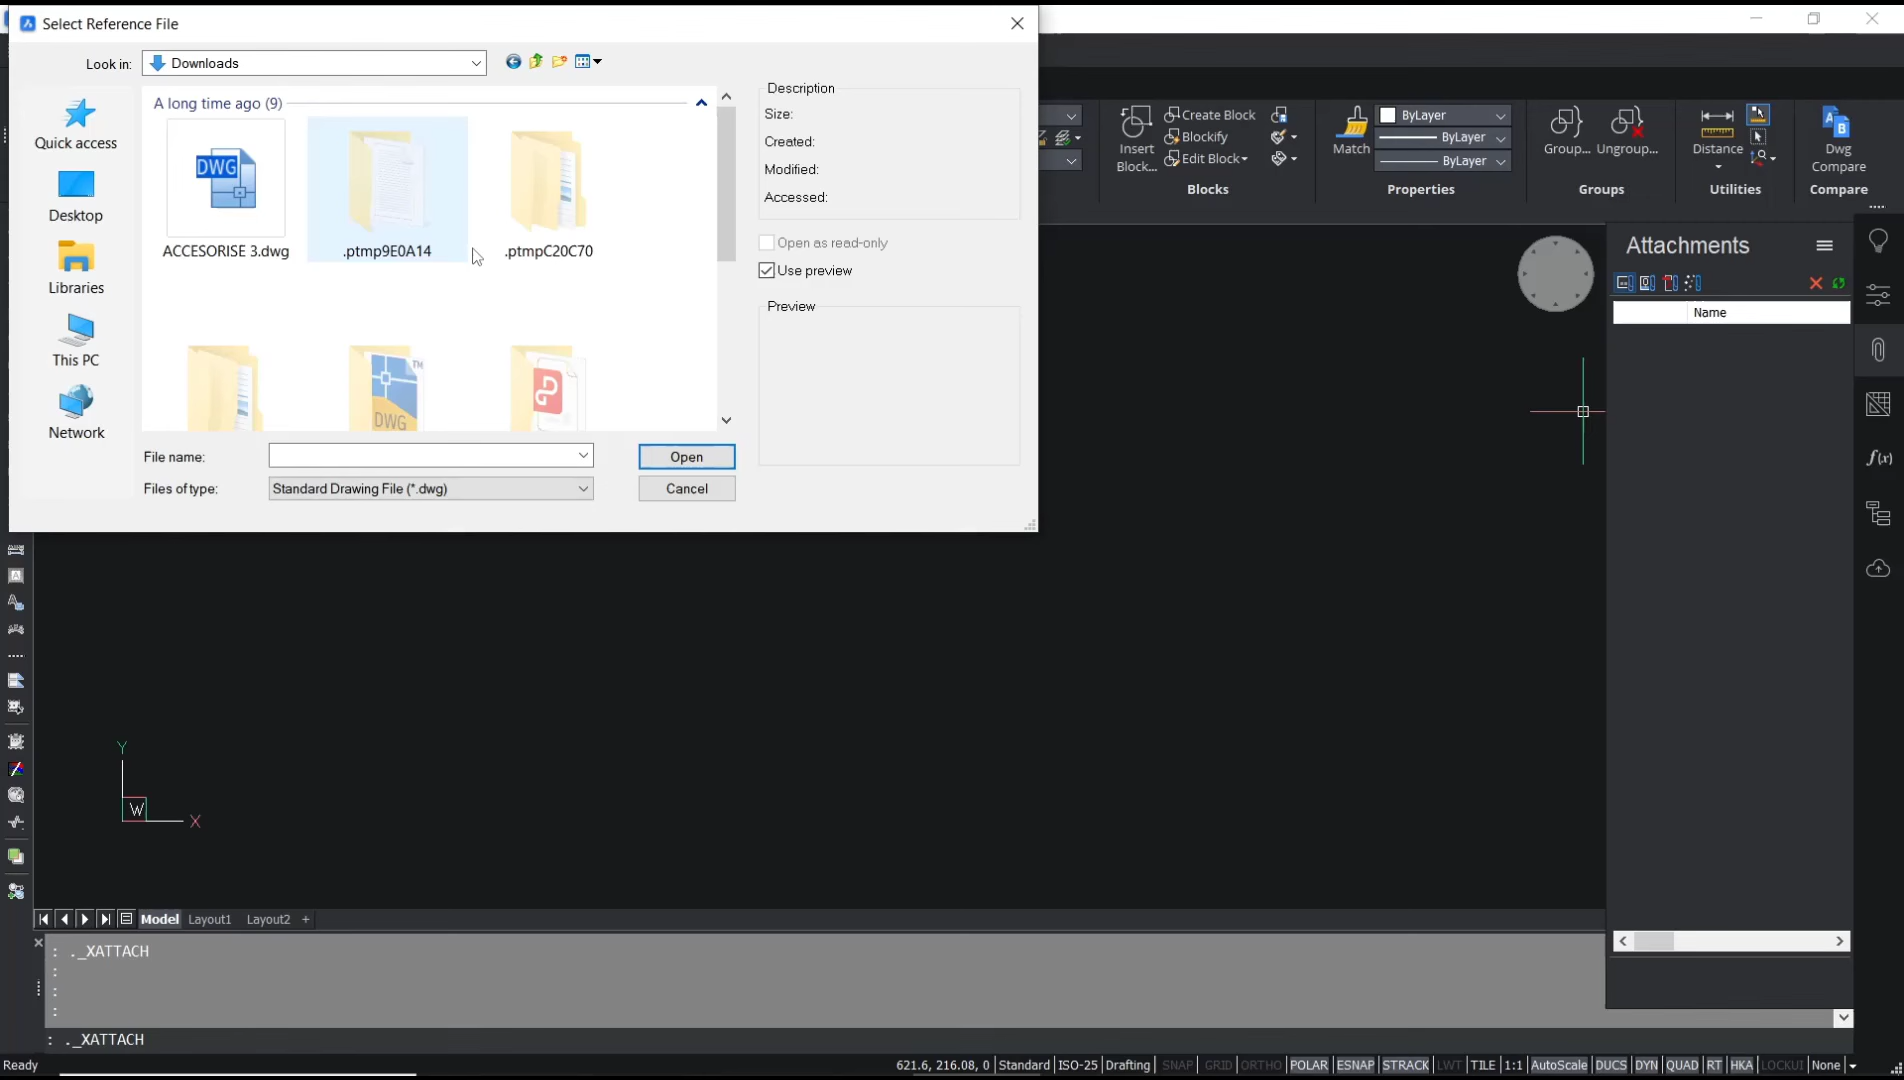 Select Reference File
Look in:
Downloads
Quick access
Desktop
Libraries
This PC
Network
A long time ago (9)
DWG
ACCESORISE 3.dwg
.ptmp9E0A14
.ptmpC20C70
DWG
TM
File name:
Open
Files of type:
Standard Drawing File (*.dwg)
Cancel
Description
Size:
Created:
Modified:
Accessed:
Open as read-only
Use preview
Preview
Insert
Block...
Create Block
Blockify
Edit Block
Blocks
Match
ByLayer
ByLayer
ByLayer
Properties
Group...
Ungroup...
Groups
Distance
Utilities
Dwg
Compare
Compare
Attachments
Name
f(x)
Y
W
X
Model
Layout1
Layout2
+
: ._XATTACH
:
:
:
: ._XATTACH
Ready
621.6, 216.08, 0
Standard
ISO-25
Drafting
SNAP
GRID
ORTHO
POLAR
ESNAP
STRACK
LWT
TILE
1:1
AutoScale
DUCS
DYN
QUAD
RT
HKA
LOCKUI
None